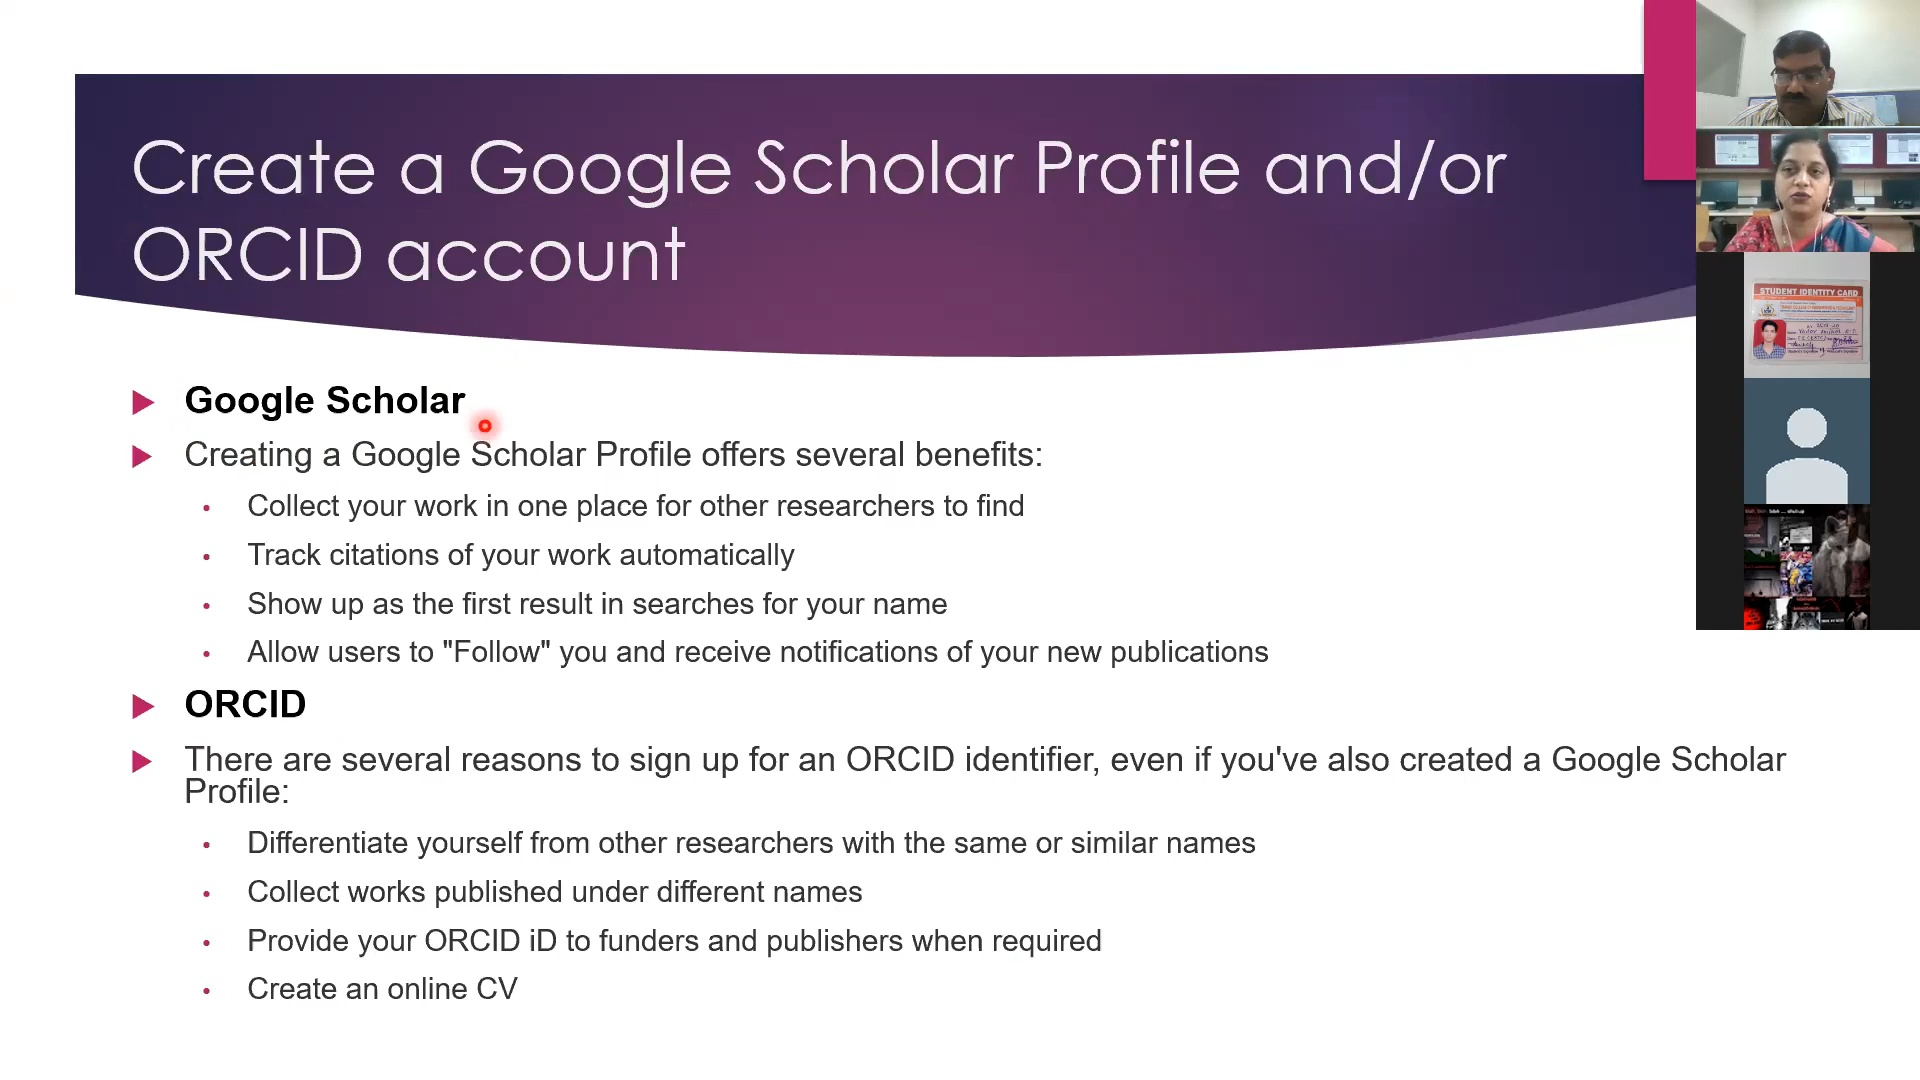 Create a Google Scholar Profile and/or
ORCID account
Google Scholar
Creating a Google Scholar Profile offers several benefits:
Collect your work in one place for other researchers to find
Track citations of your work automatically
Show up as the first result in searches for your name
Allow users to "Follow" you and receive notifications of your new publications
ORCID
There are several reasons to sign up for an ORCID identifier, even if you've also created a Google Scholar
Profile:
Differentiate yourself from other researchers with the same or similar names
Collect works published under different names
Provide your ORCID iD to funders and publishers when required
Create an online CV
STUDENT IDENTITY CARD